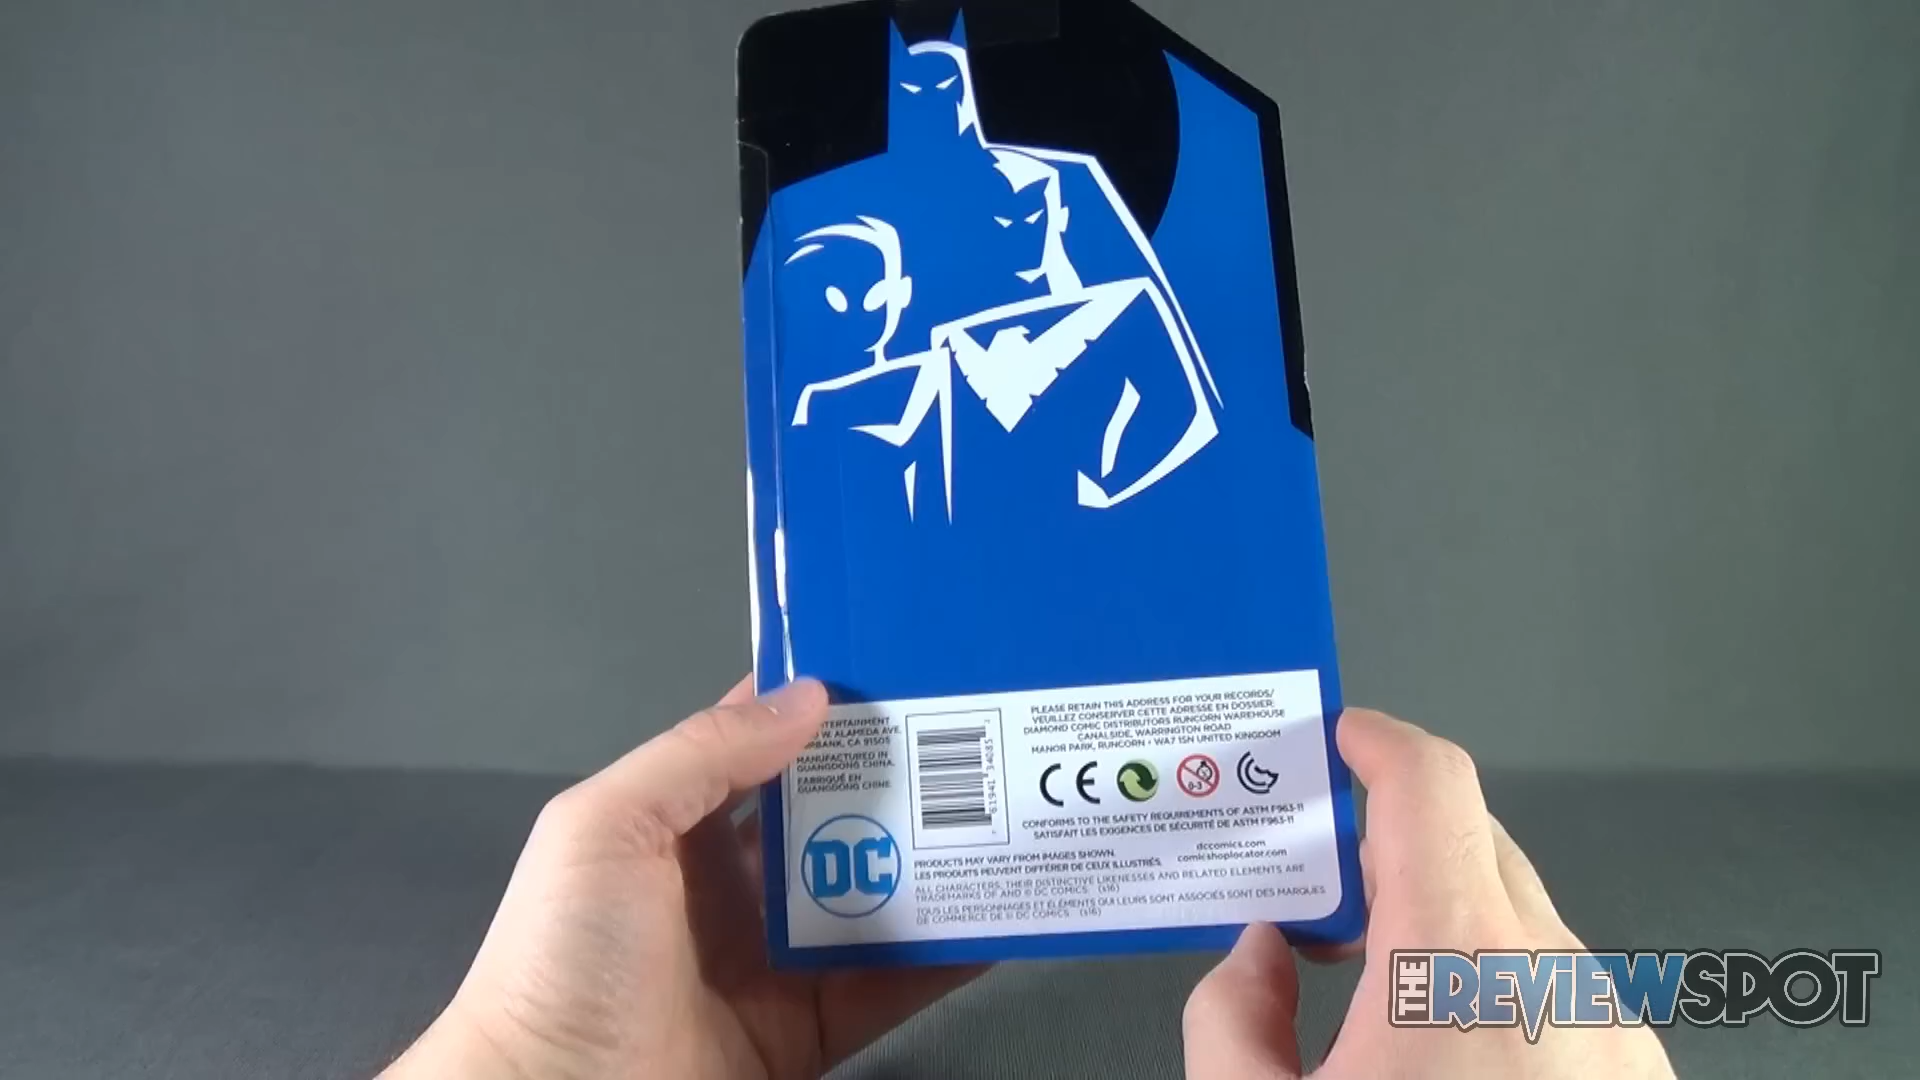 TERTAINMENT
W. ALAMEDA AVE,
RBANK, CA 91505
MANUFACTURED IN
GUANGDONG CHINA.
FABRIQUÉ EN
GUANGDONG CHINE
DC
61941 34085
PLEASE RETAIN THIS ADDRESS FOR YOUR RECORDS/
VEUILLEZ CONSERVER CETTE ADRESSE EN DOSSIER:
DIAMOND COMIC DISTRIBUTORS RUNCORN WAREHOUSE
CANALSIDE, WARRINGTON ROAD
MANOR PARK, RUNCORN • WA7 1SN UNITED KINGDOM
CE
0-3
CONFORMS TO THE SAFETY REQUIREMENTS OF ASTM F963-11
SATISFAIT LES EXIGENCES DE SÉCURITÉ DE ASTM F963-11
dccomics.com
comicshoplocator.com
PRODUCTS MAY VARY FROM IMAGES SHOWN.
LES PRODUITS PEUVENT DIFFÉRER DE CEUX ILLUSTRÉS.
ALL CHARACTERS, THEIR DISTINCTIVE LIKENESSES AND RELATED ELEMENTS ARE
TRADEMARKS OF AND © DC COMICS. (s16)
TOUS LES PERSONNAGES ET ÉLÉMENTS QUI LEURS SONT ASSOCIÉS SONT DES MARQUES
DE COMMERCE DE © DC COMICS. (s16)
THE REVIEWSPOT